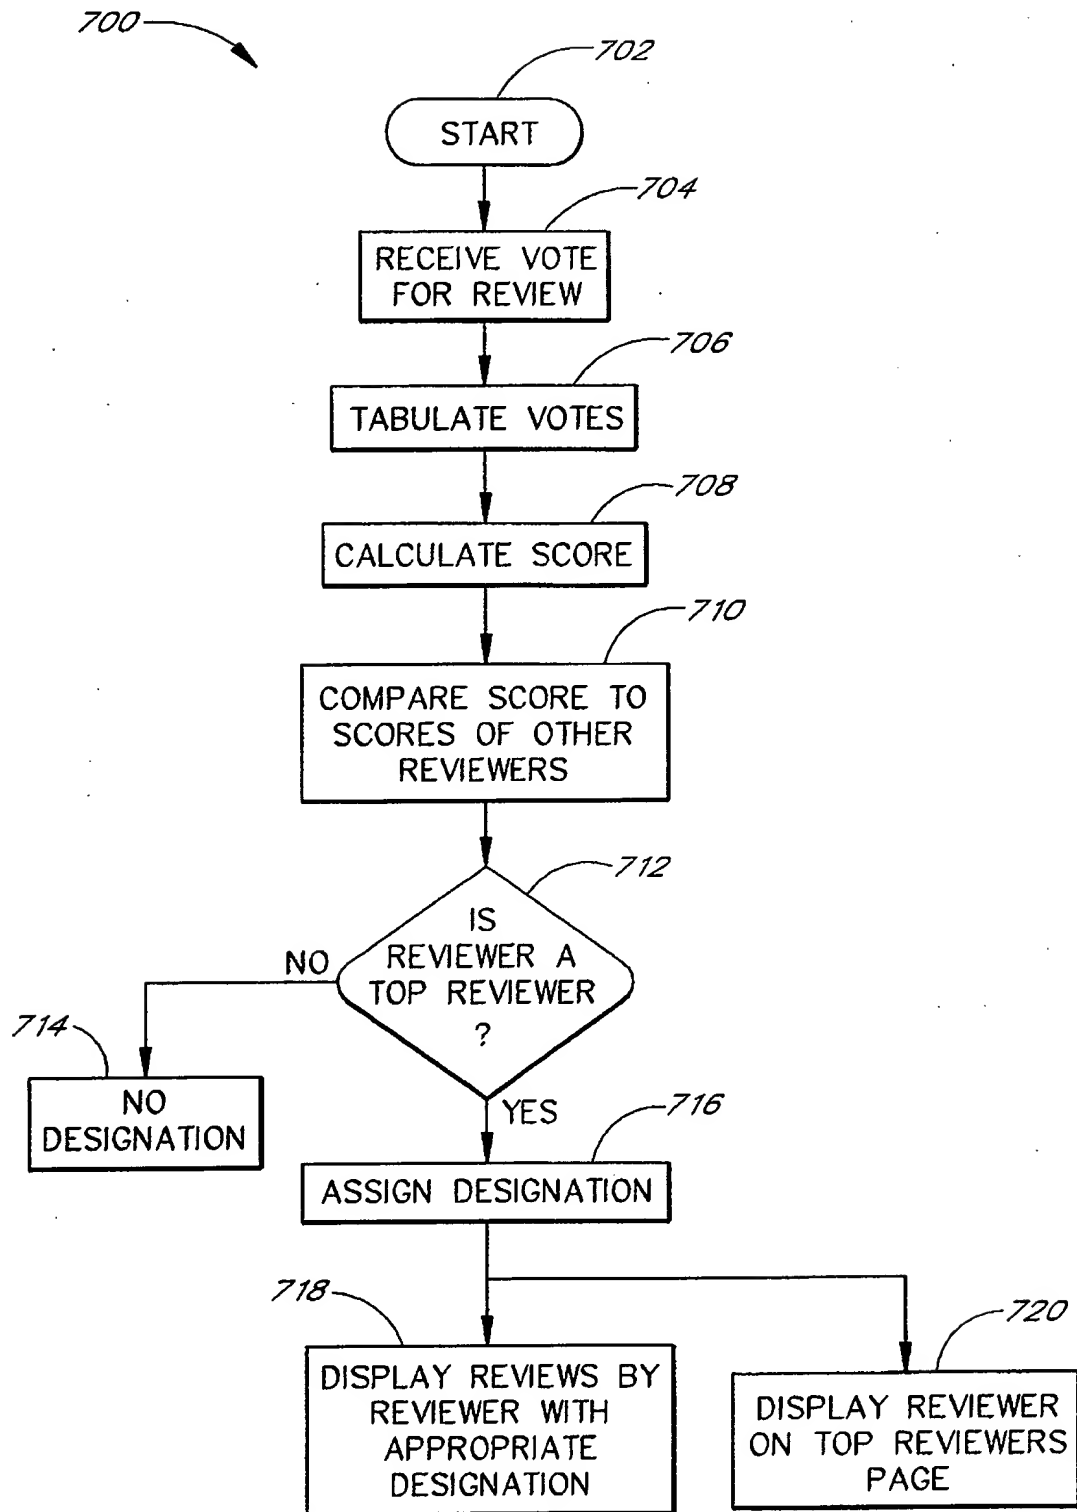 700
702
START
704
RECEIVE VOTE
FOR REVIEW
706
TABULATE VOTES
708
CALCULATE SCORE
710
COMPARE SCORE TO
SCORES OF OTHER
REVIEWERS
712
IS
REVIEWER A
TOP REVIEWER
?
NO
714
NO
DESIGNATION
YES
716
ASSIGN DESIGNATION
718
DISPLAY REVIEWS BY
REVIEWER WITH
APPROPRIATE
DESIGNATION
720
DISPLAY REVIEWER
ON TOP REVIEWERS
PAGE